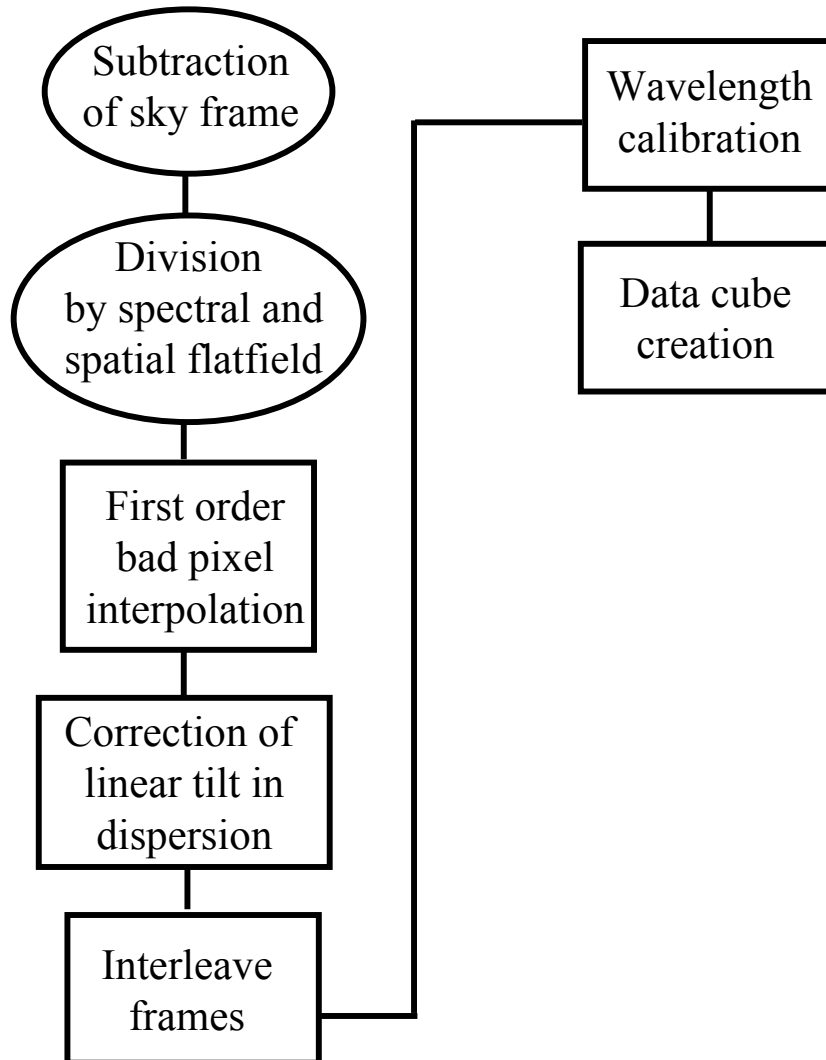 Subtraction
of sky frame
Division
by spectral and
spatial flatfield
First order
bad pixel
interpolation
Correction of
linear tilt in
dispersion
Interleave
frames
Wavelength
calibration
Data cube
creation